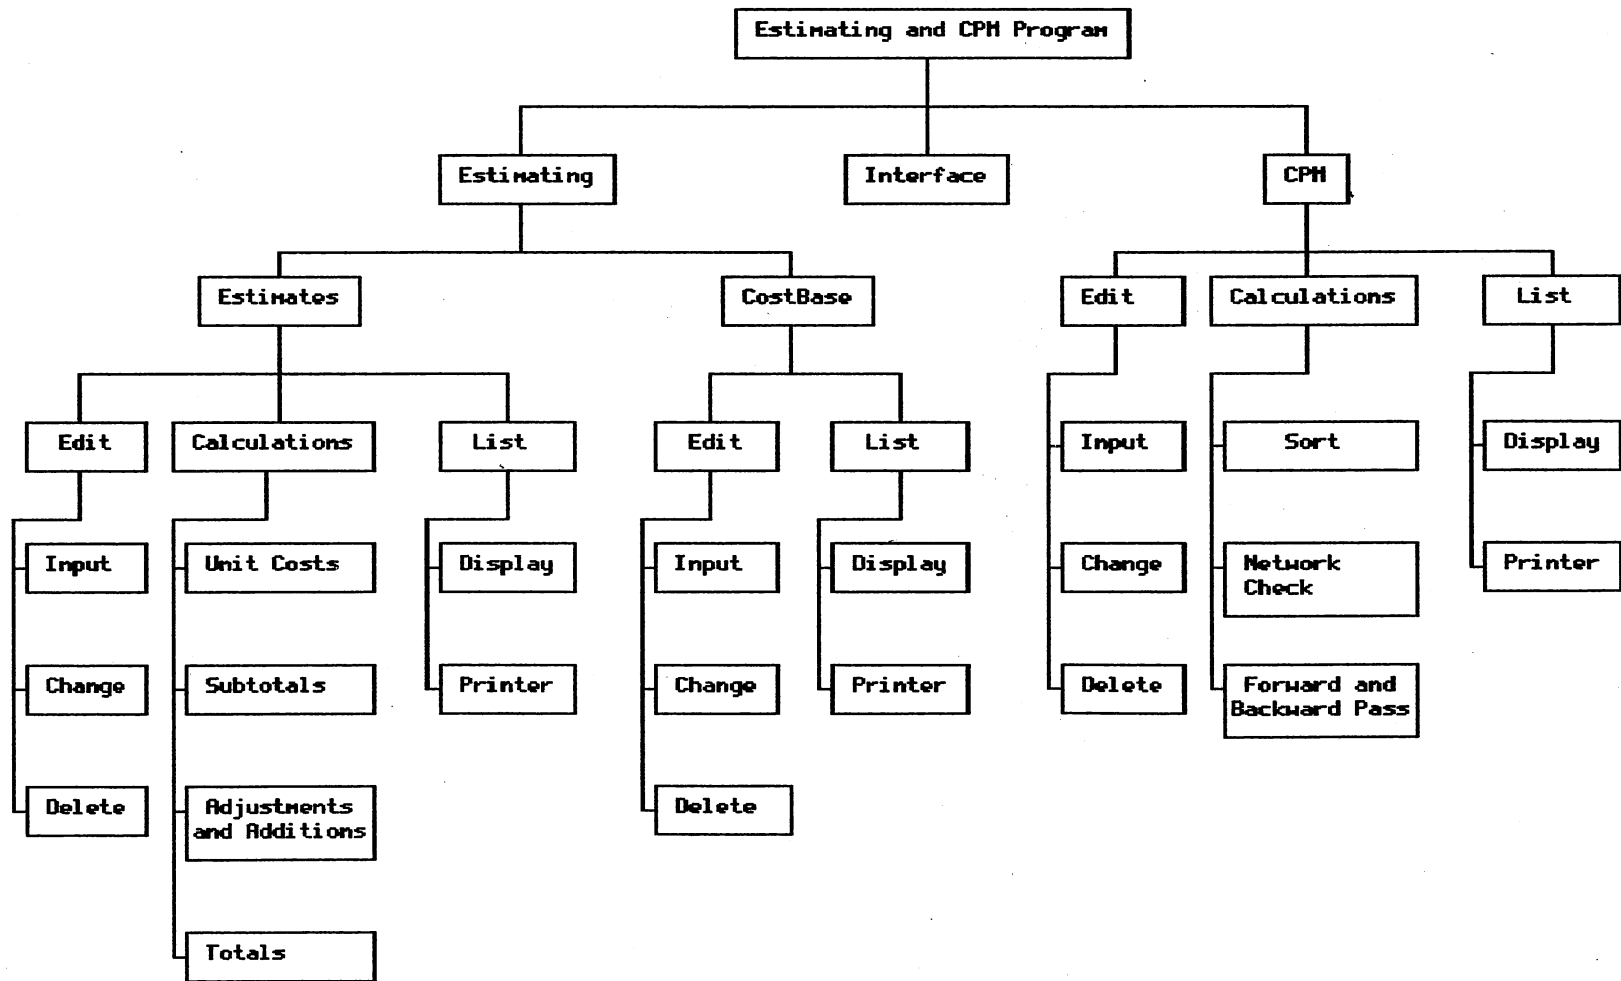 Estimating and CPM Program
Estimating
Interface
CPM
Estimates
CostBase
Edit
Calculations
List
Edit
Calculations
List
Edit
List
Input
Sort
Display
Input
Unit Costs
Display
Input
Display
Change
Network
Check
Printer
Change
Subtotals
Printer
Change
Printer
Delete
Forward and
Backward Pass
Delete
Adjustments
and Additions
Delete
Totals